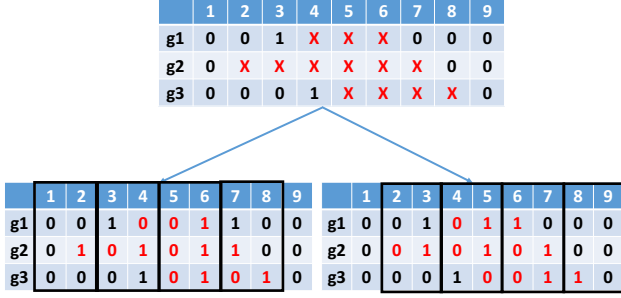 1 2 3 4 5 6 7 8 9
g1 0 0 1 X X X 0 0 0
g2 0 X X X X X X 0 0
g3 0 0 0 1 X X X X 0
1 2 3 4 5 6 7 8 9
g1 0 0 1 0 0 1 1 0 0
g2 0 1 0 1 0 1 1 0 0
g3 0 0 0 1 0 1 0 1 0
1 2 3 4 5 6 7 8 9
g1 0 0 1 0 1 1 0 0 0
g2 0 0 1 0 1 0 1 0 0
g3 0 0 0 1 0 0 1 1 0